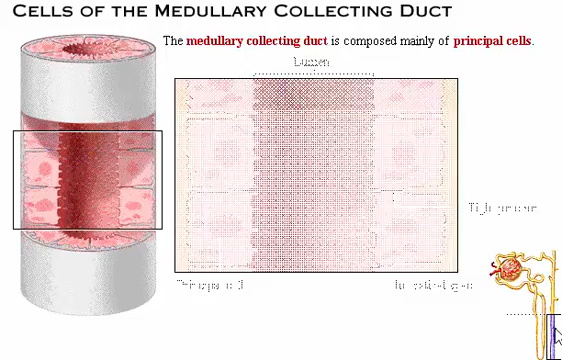 CELLS OF THE MEDULLARY COLLECTING DUCT
The medullary collecting duct is composed mainly of principal cells.
Lumen